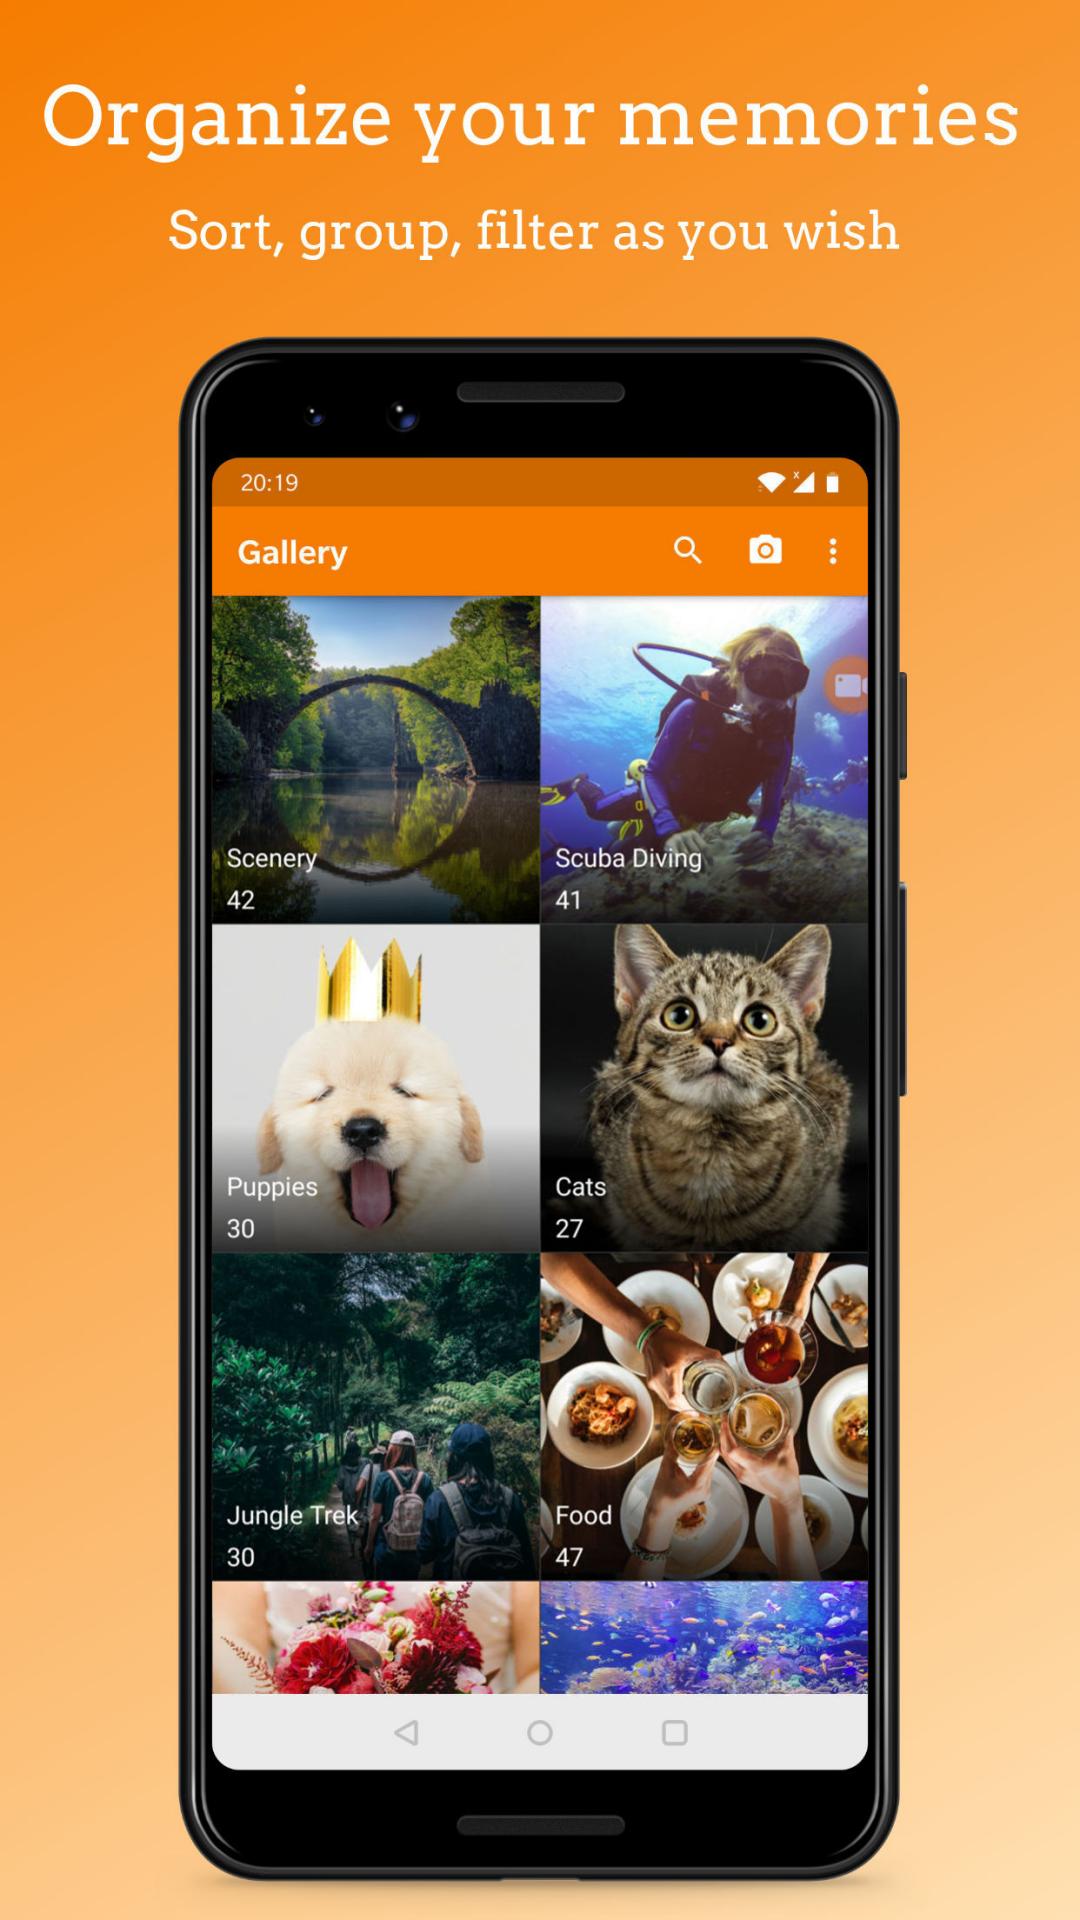 Organize your memories
Sort, group, filter as you wish
20:19
Gallery
Scenery
42
Scuba Diving
41
Puppies
30
Cats
27
Jungle Trek
30
Food
47